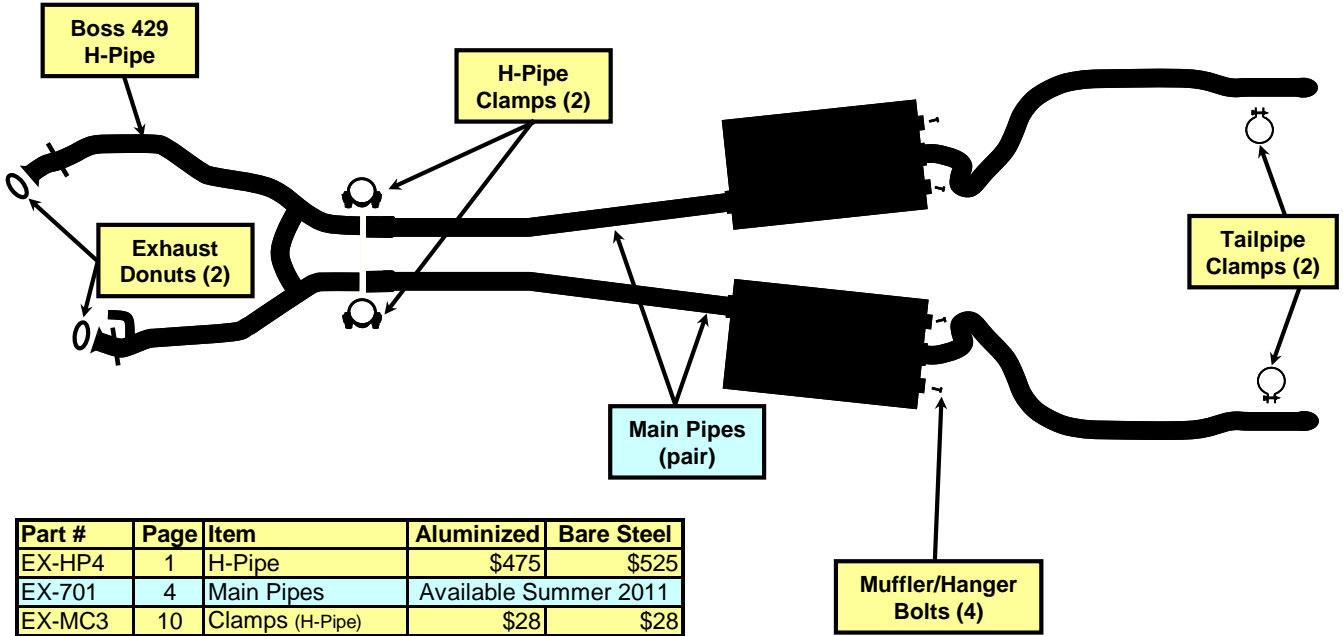 Boss 429
H-Pipe
H-Pipe
Clamps (2)
Exhaust
Donuts (2)
Tailpipe
Clamps (2)
Main Pipes
(pair)
Muffler/Hanger
Bolts (4)
Part # Page Item Aluminized Bare Steel
EX-HP4 1 H-Pipe $475 $525
EX-701 4 Main Pipes Available Summer 2011
EX-MC3 10 Clamps (H-Pipe) $28 $28